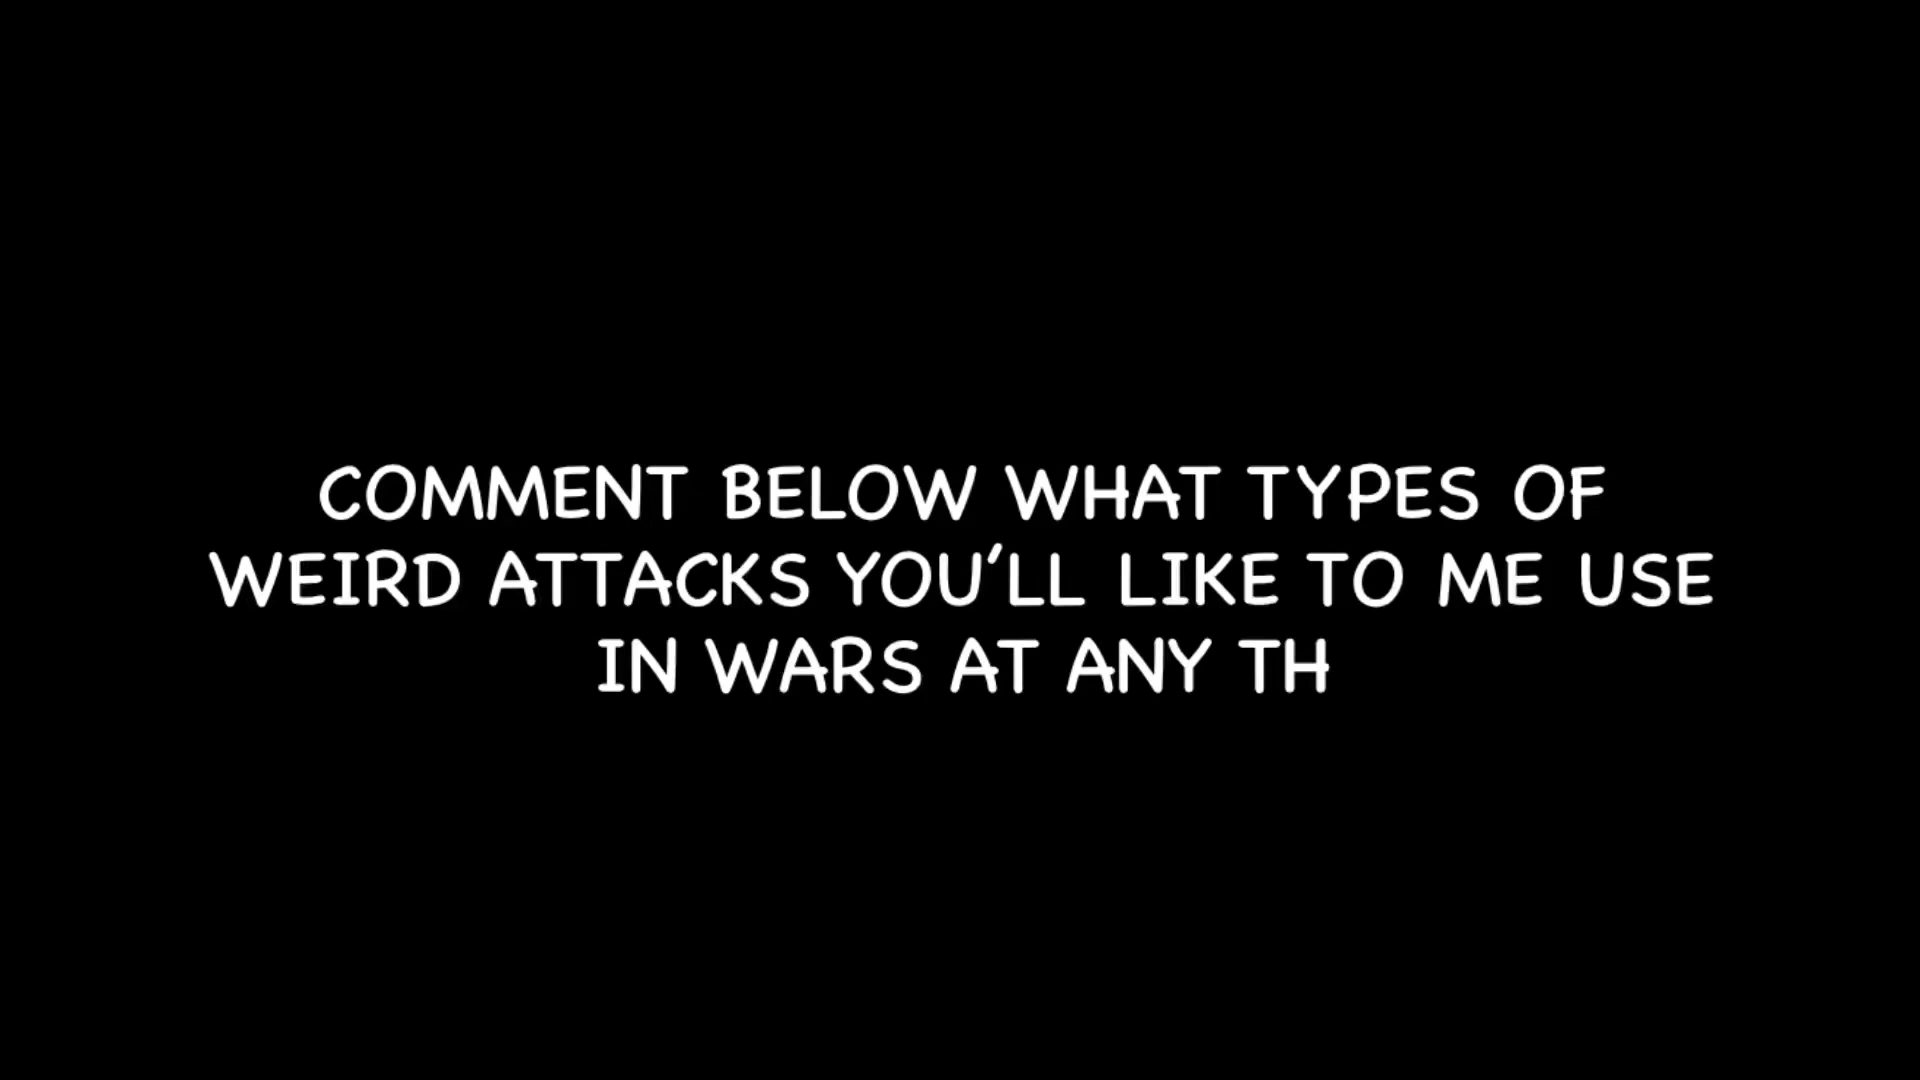 COMMENT BELOW WHAT TYPES OF
WEIRD ATTACKS YOU'LL LIKE TO ME USE
IN WARS AT ANY TH